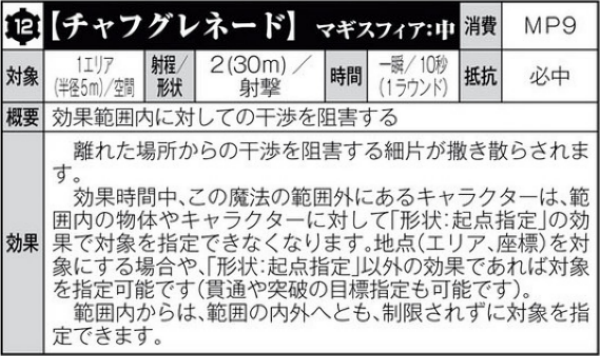 12【チャフグレネード】 マギスフィア:中 消費 MP9
対象 1エリア(半径5m)/空間 射程/形状 2(30m)/射撃 時間 一瞬/10秒(1ラウンド) 抵抗 必中
概要 効果範囲内に対しての干渉を阻害する
効果
離れた場所からの干渉を阻害する細片が撒き散らされま
す。
効果時間中、この魔法の範囲外にあるキャラクターは、範
囲内の物体やキャラクターに対して「形状:起点指定」の効
果で対象を指定できなくなります。地点(エリア、座標)を対
象にする場合や、「形状:起点指定」以外の効果であれば対象
を指定可能です(貫通や突破の目標指定も可能です)。
範囲内からは、範囲の内外へとも、制限されずに対象を指
定できます。